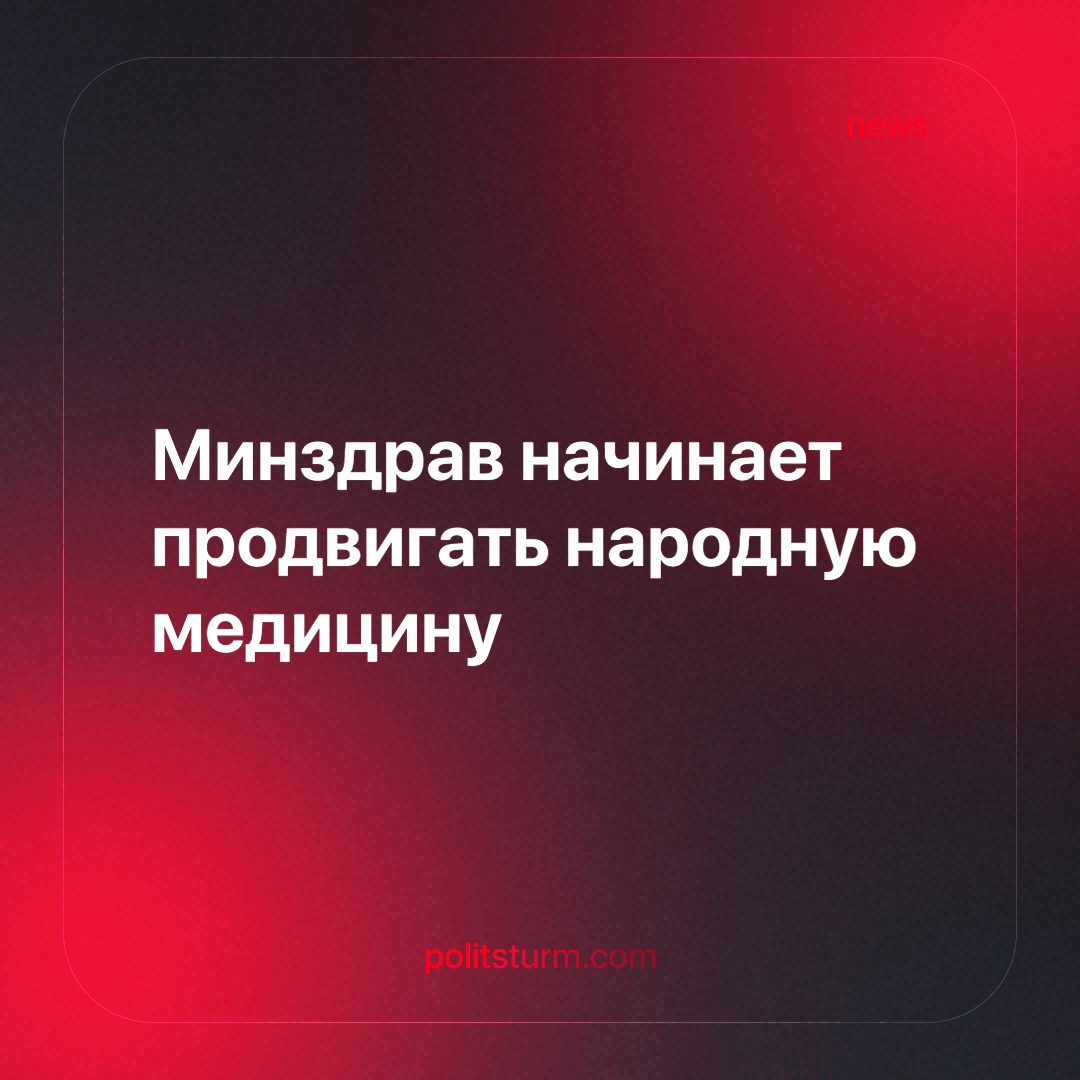 news
Минздрав начинает
продвигать народную
медицину
politsturm.com